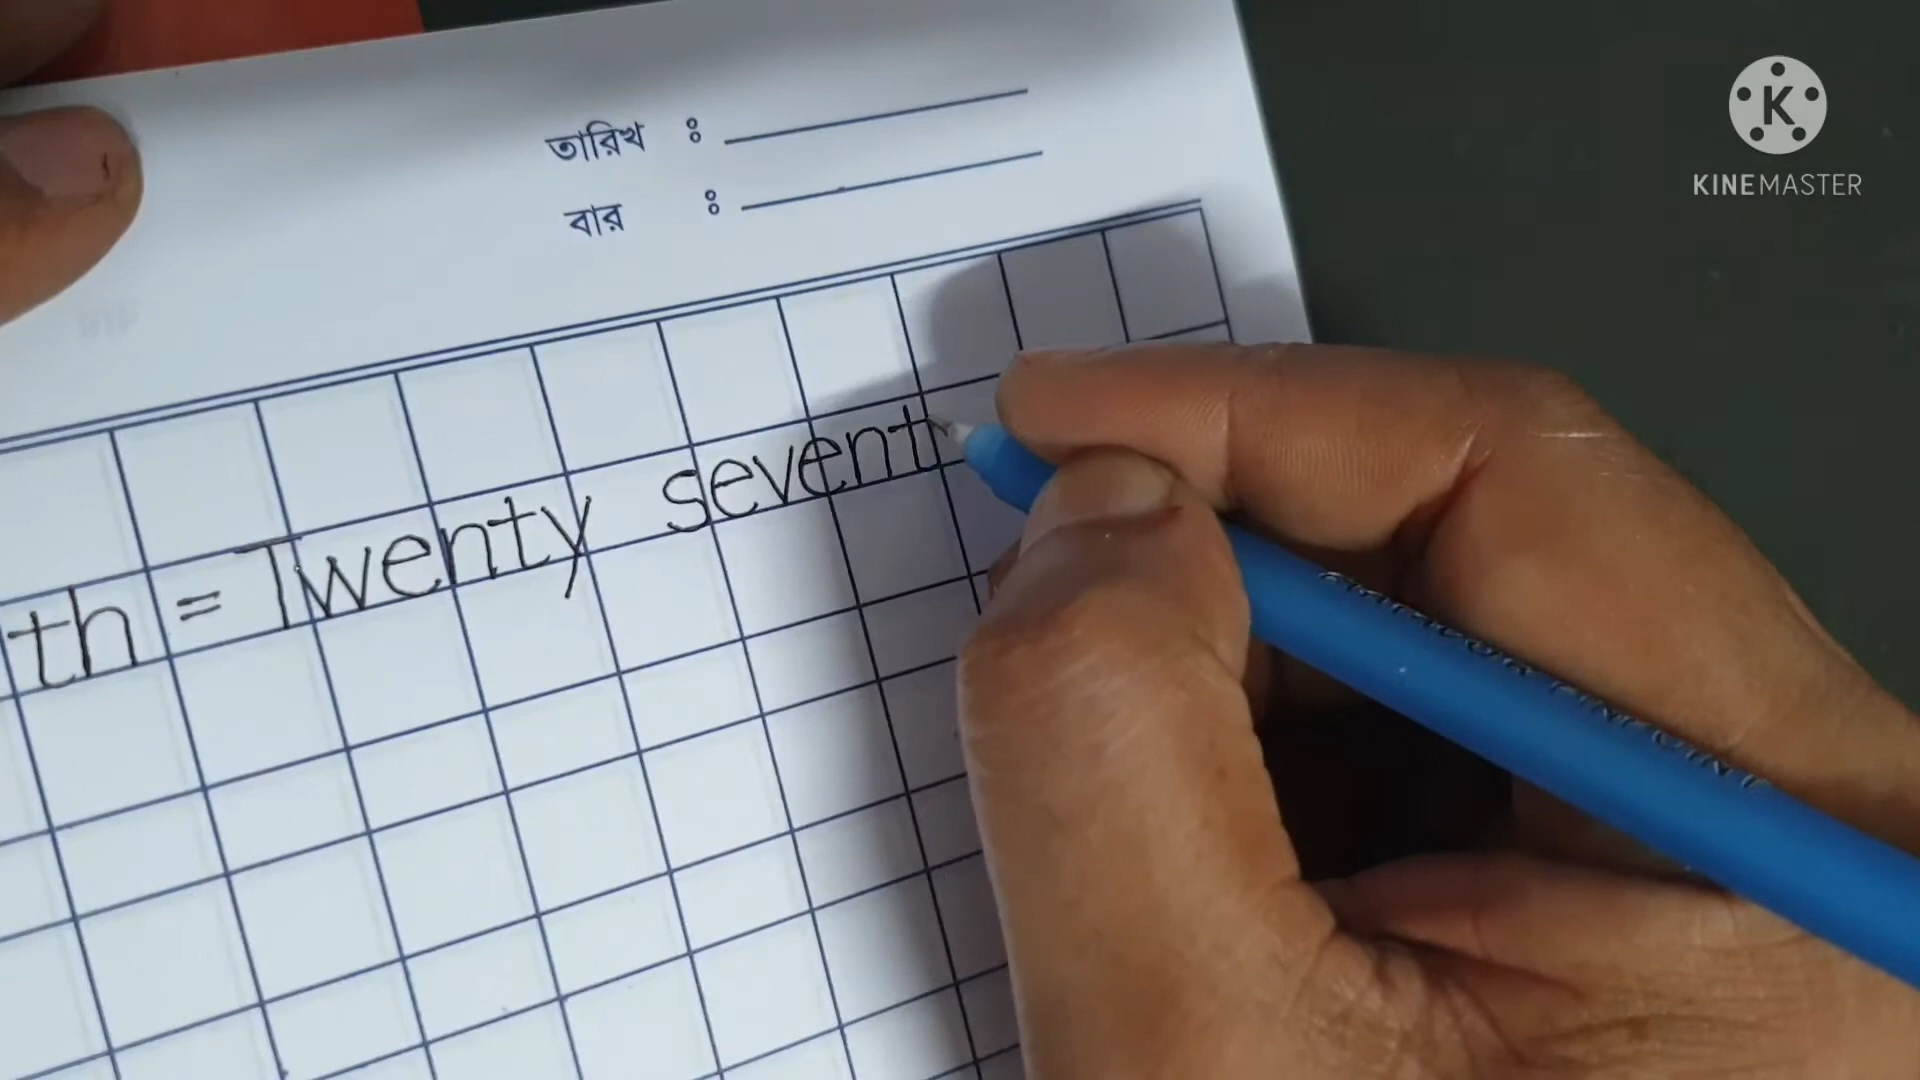 KINEMASTER
তারিখ ঃ
বার ঃ
th = Twenty sevent